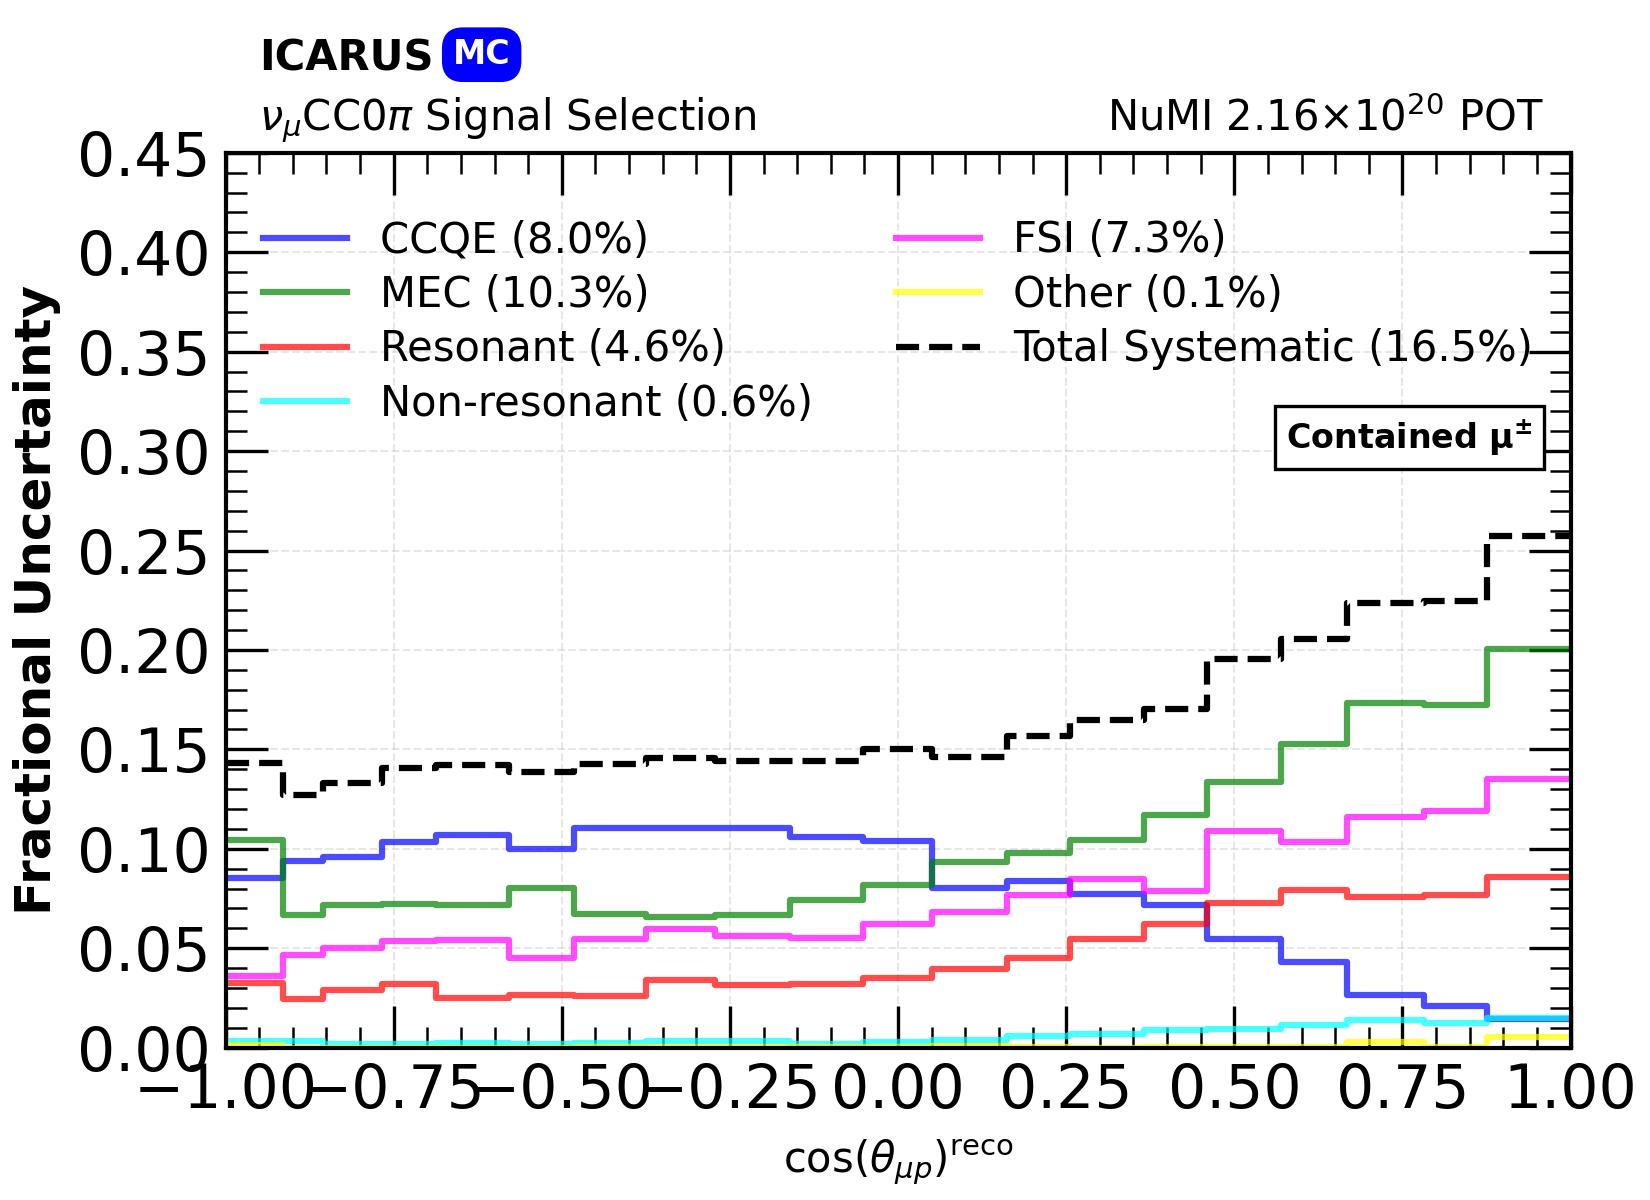 ICARUS MC
νμCC0π Signal Selection
NuMI 2.16×10²⁰ POT
0.45
0.40
0.35
0.30
0.25
0.20
0.15
0.10
0.05
0.00
Fractional Uncertainty
CCQE (8.0%)
MEC (10.3%)
Resonant (4.6%)
Non-resonant (0.6%)
FSI (7.3%)
Other (0.1%)
Total Systematic (16.5%)
Contained μ±
−1.00 −0.75 −0.50 −0.25 0.00 0.25 0.50 0.75 1.00
cos(θμp)reco